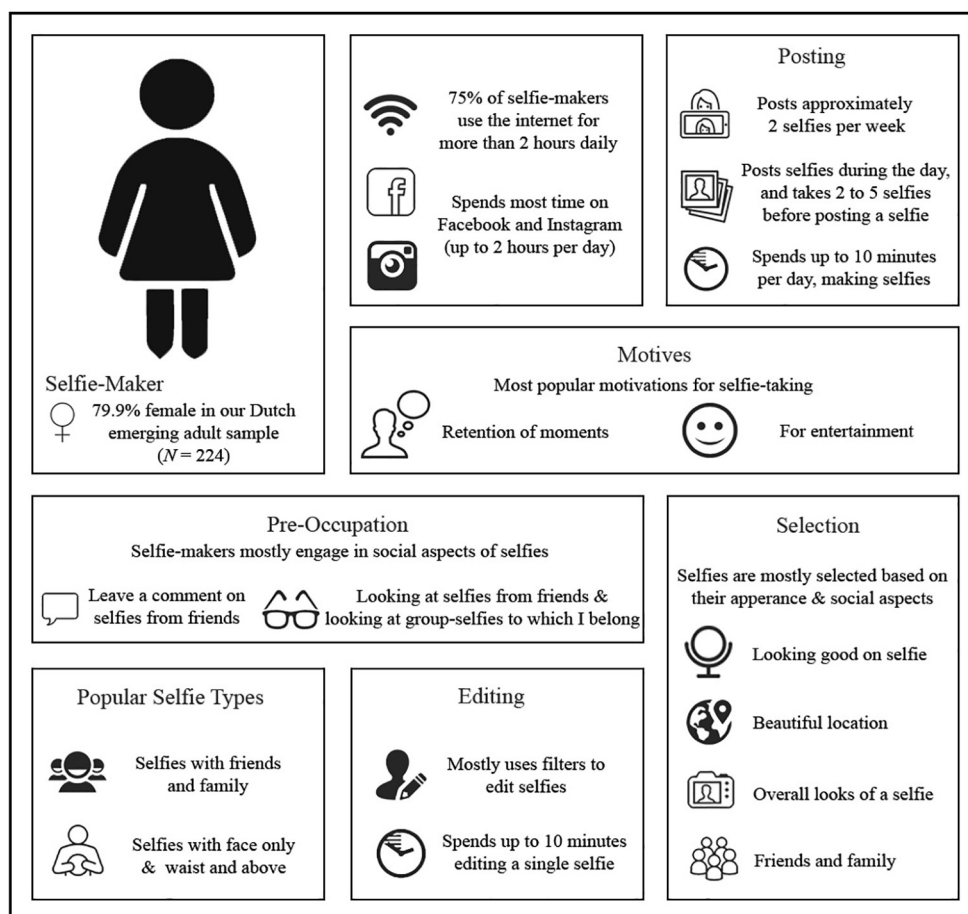 Selfie-Maker
79.9% female in our Dutch
emerging adult sample
(N = 224)
75% of selfie-makers
use the internet for
more than 2 hours daily
Spends most time on
Facebook and Instagram
(up to 2 hours per day)
Posting
Posts approximately
2 selfies per week
Posts selfies during the day,
and takes 2 to 5 selfies
before posting a selfie
Spends up to 10 minutes
per day, making selfies
Motives
Most popular motivations for selfie-taking
Retention of moments
For entertainment
Pre-Occupation
Selfie-makers mostly engage in social aspects of selfies
Leave a comment on
selfies from friends
Looking at selfies from friends &
looking at group-selfies to which I belong
Selection
Selfies are mostly selected based on
their apperance & social aspects
Looking good on selfie
Beautiful location
Overall looks of a selfie
Friends and family
Popular Selfie Types
Selfies with friends
and family
Selfies with face only
& waist and above
Editing
Mostly uses filters to
edit selfies
Spends up to 10 minutes
editing a single selfie